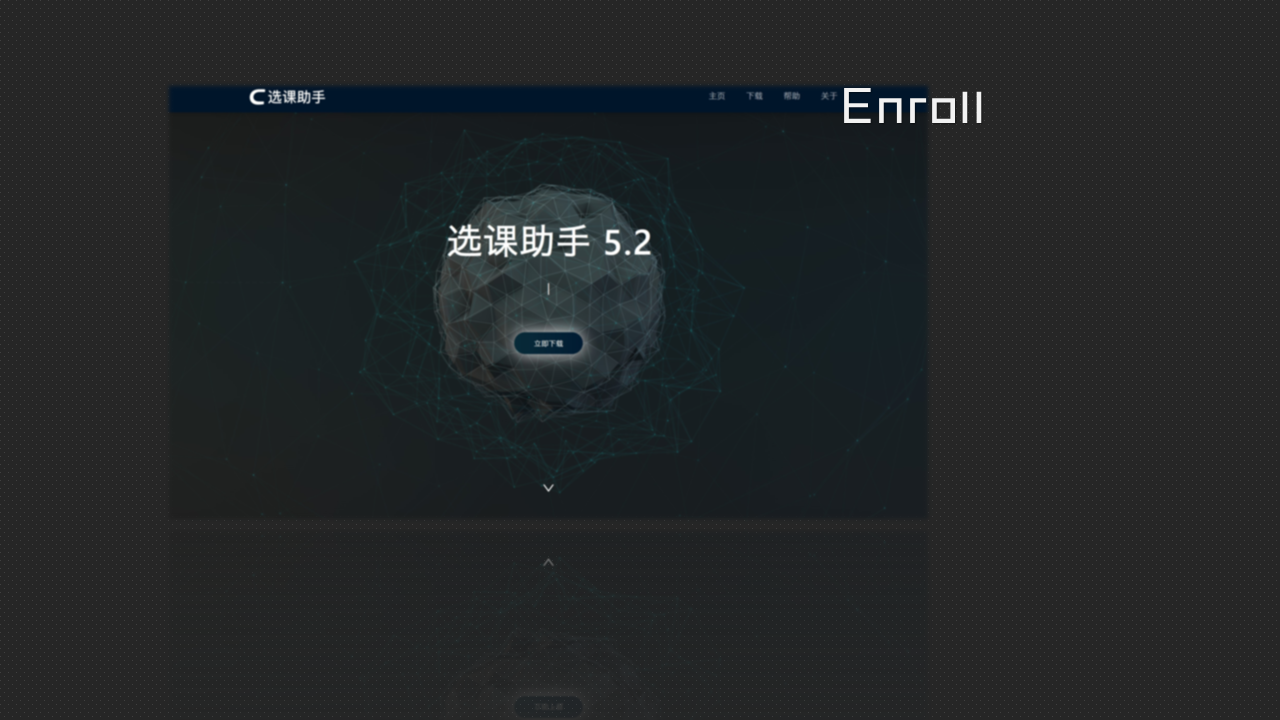 选课助手
主页 下载 帮助 关于
Enroll
选课助手 5.2
立即下载